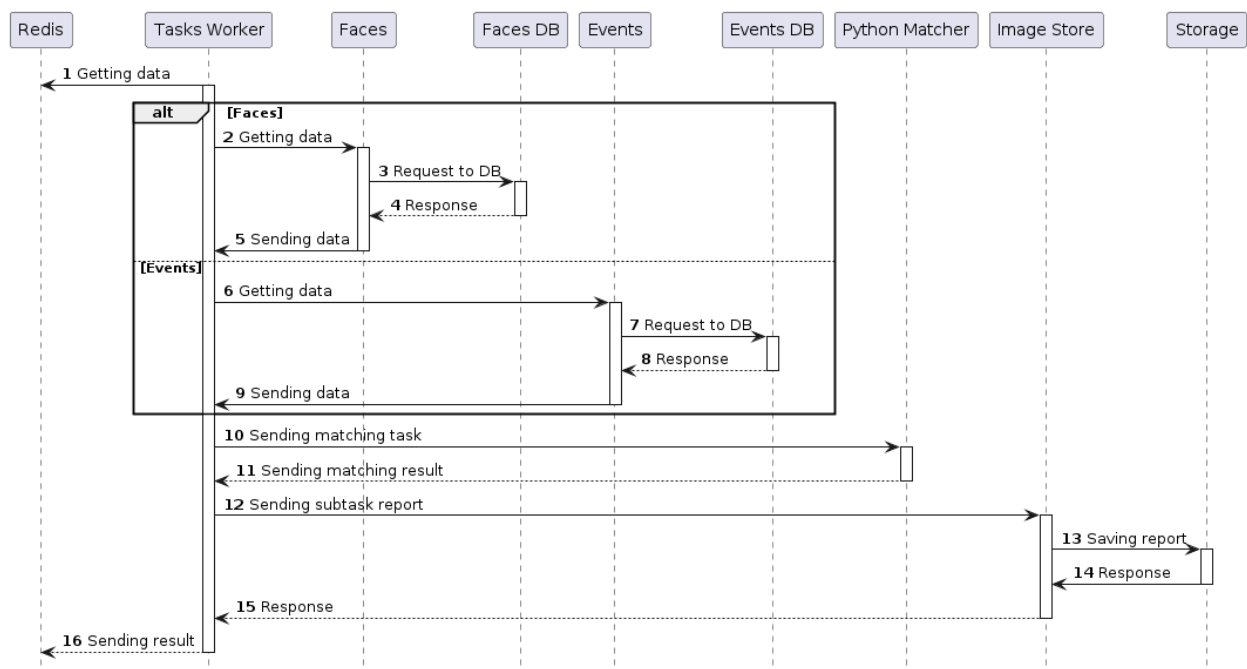 Redis
Tasks Worker
Faces
Faces DB
Events
Events DB
Python Matcher
Image Store
Storage
1 Getting data
alt
[Faces]
2 Getting data
3 Request to DB
4 Response
5 Sending data
[Events]
6 Getting data
7 Request to DB
8 Response
9 Sending data
10 Sending matching task
11 Sending matching result
12 Sending subtask report
13 Saving report
14 Response
15 Response
16 Sending result